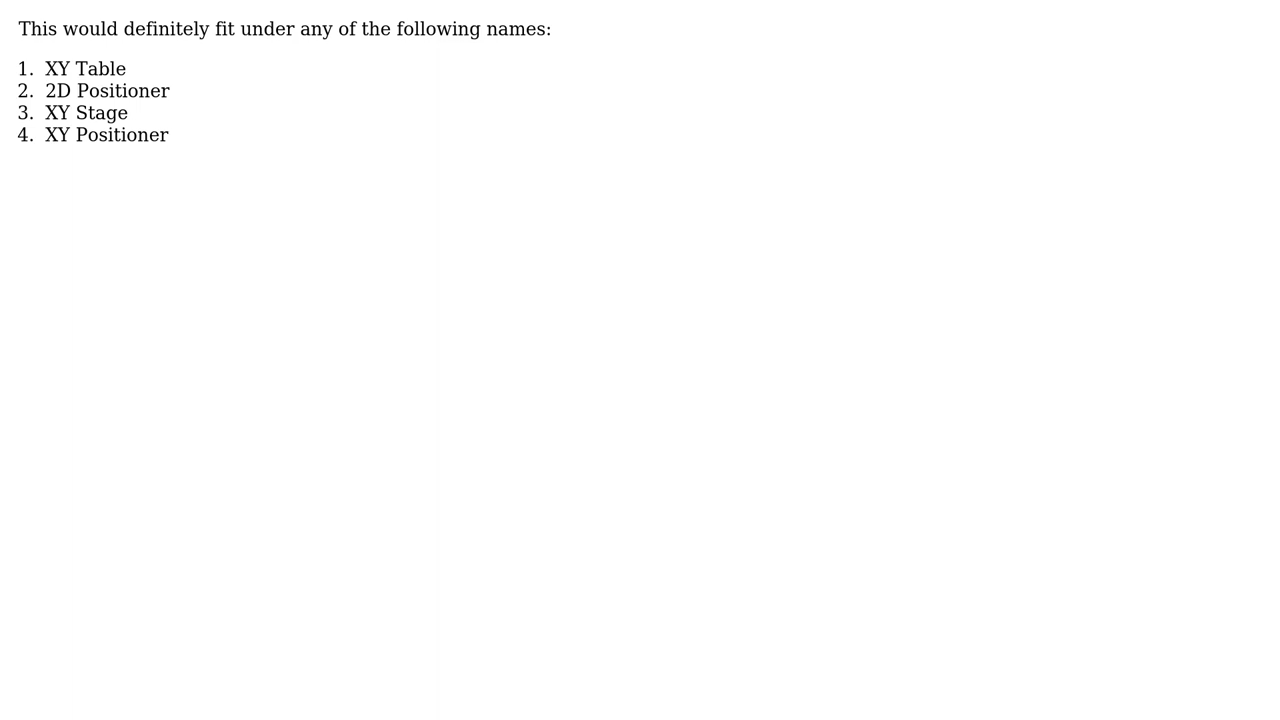 This would definitely fit under any of the following names:
1. XY Table
2. 2D Positioner
3. XY Stage
4. XY Positioner